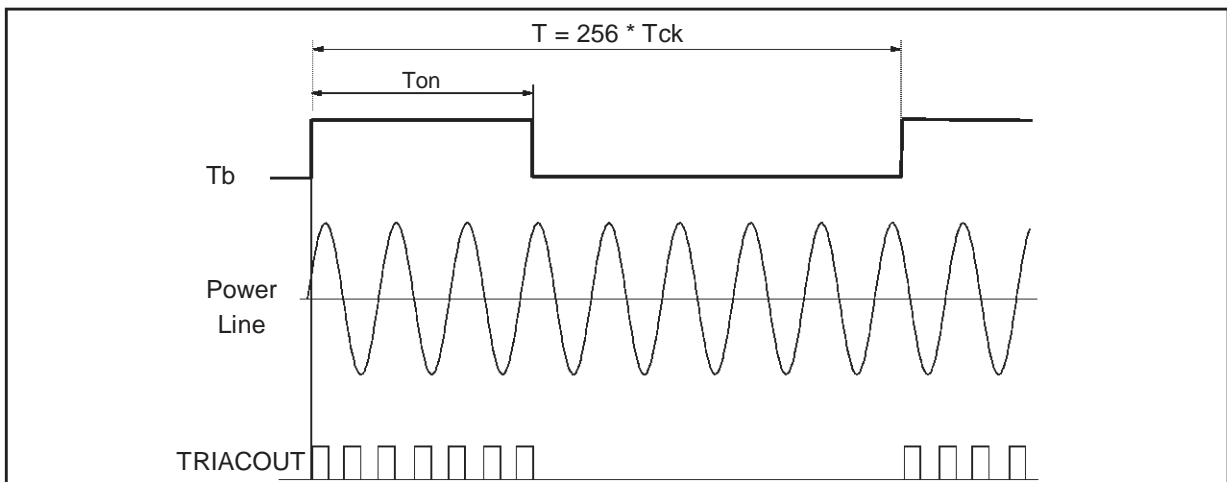 T = 256 * Tck
Ton
Tb
Power
Line
TRIACOUT